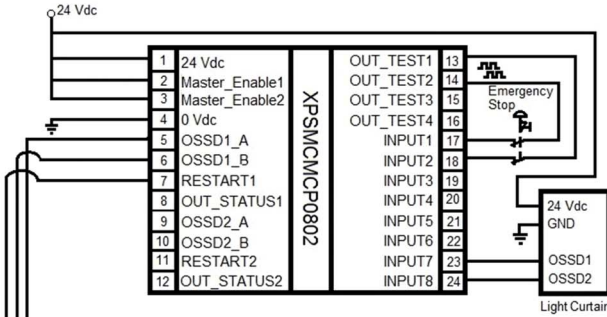 24 Vdc
1 24 Vdc
2 Master_Enable1
3 Master_Enable2
4 0 Vdc
5 OSSD1_A
6 OSSD1_B
7 RESTART1
8 OUT_STATUS1
9 OSSD2_A
10 OSSD2_B
11 RESTART2
12 OUT_STATUS2
XPSMCMCP0802
OUT_TEST1 13
OUT_TEST2 14
OUT_TEST3 15
OUT_TEST4 16
INPUT1 17
INPUT2 18
INPUT3 19
INPUT4 20
INPUT5 21
INPUT6 22
INPUT7 23
INPUT8 24
Emergency
Stop
24 Vdc
GND
OSSD1
OSSD2
Light Curtain